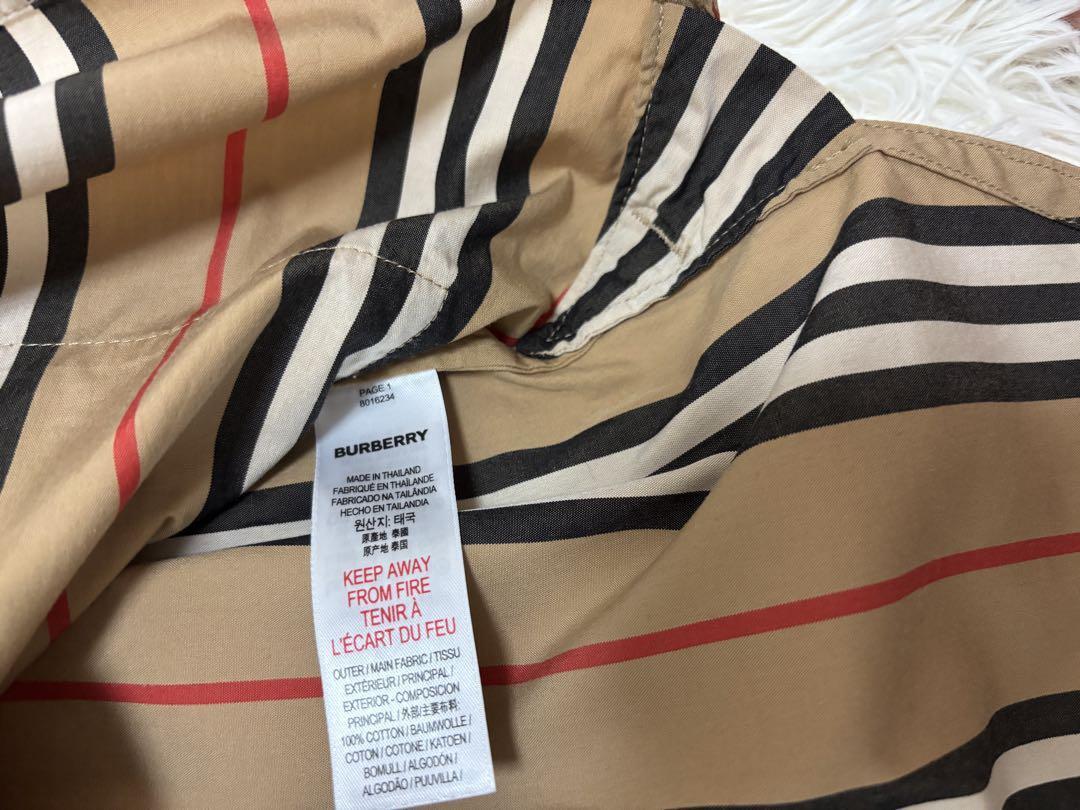 PAGE 1
8016234
BURBERRY
MADE IN THAILAND
FABRIQUÉ EN THAÏLANDE
FABRICADO NA TAILÂNDIA
HECHO EN TAILANDIA
원산지: 태국
原產地 泰國
原产地 泰国
KEEP AWAY
FROM FIRE
TENIR À
L'ÉCART DU FEU
OUTER / MAIN FABRIC / TISSU
EXTÉRIEUR / PRINCIPAL /
EXTERIOR - COMPOSICION
PRINCIPAL / 外部/主要布料:
100% COTTON / BAUMWOLLE /
COTON / COTONE / KATOEN /
BOMULL / ALGODÓN /
ALGODÃO / PUUVILLA /